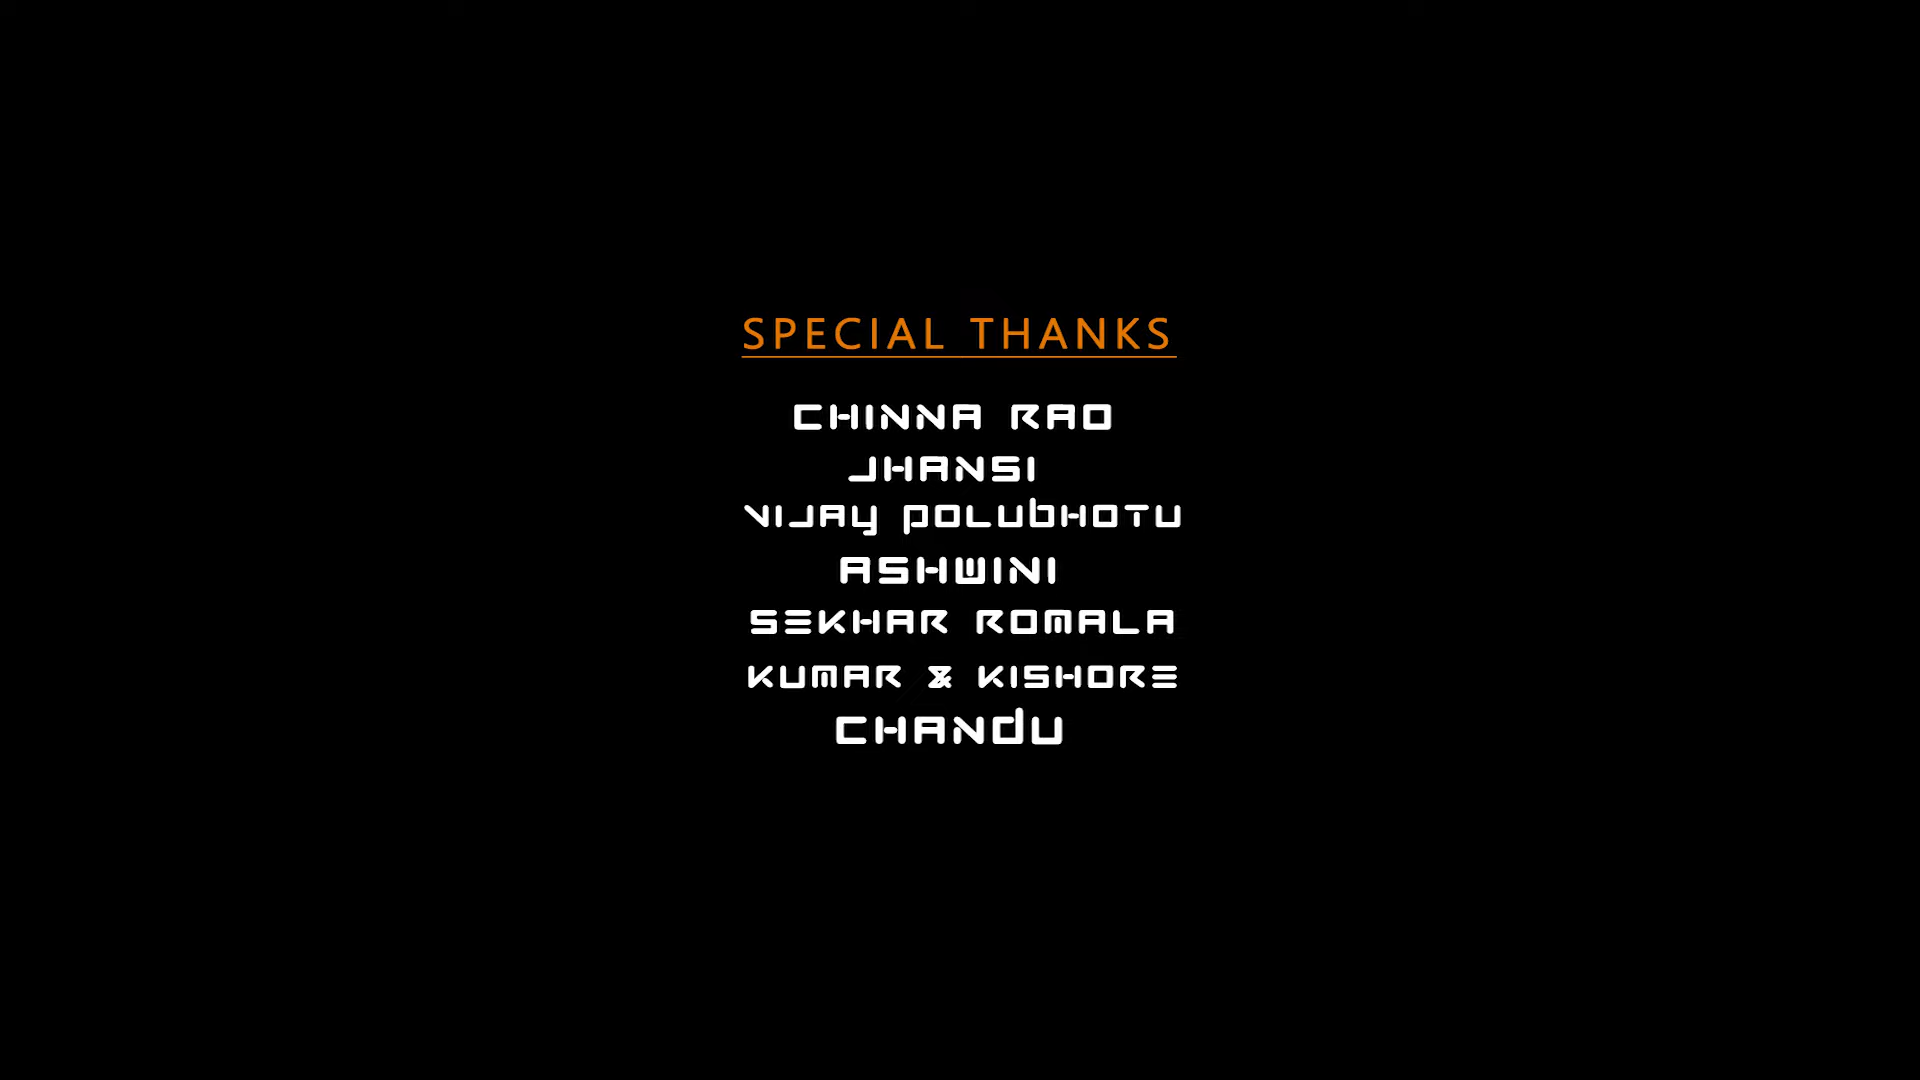 SPECIAL THANKS
CHINNA RAO
JHANSI
VIJAY POLUBHOTU
ASHWINI
SEKHAR ROMALA
KUMAR & KISHORE
CHANDU